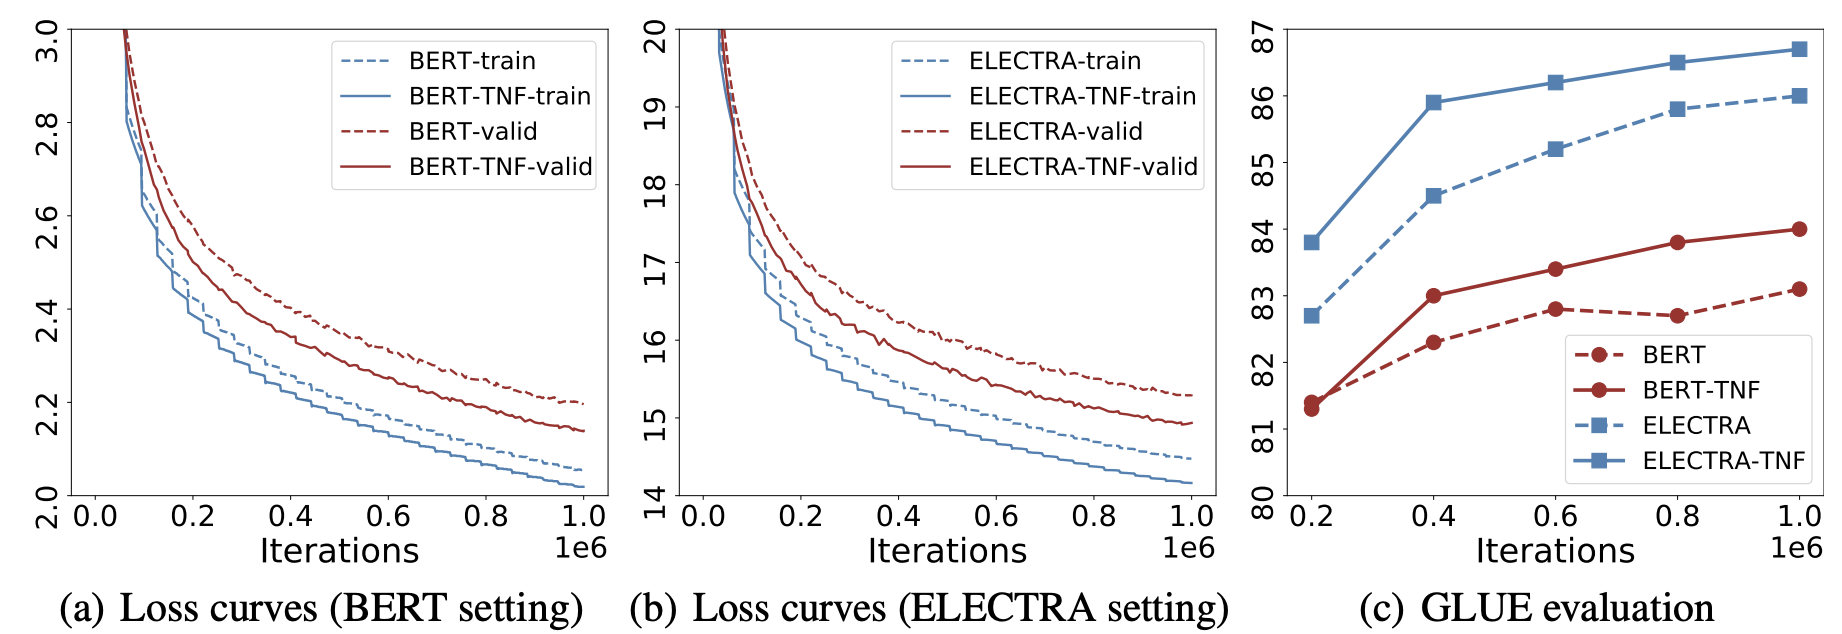 3.0
2.8
2.6
2.4
2.2
2.0
BERT-train
BERT-TNF-train
BERT-valid
BERT-TNF-valid
0.0 0.2 0.4 0.6 0.8 1.0
Iterations 1e6
(a) Loss curves (BERT setting)
20
19
18
17
16
15
14
ELECTRA-train
ELECTRA-TNF-train
ELECTRA-valid
ELECTRA-TNF-valid
0.0 0.2 0.4 0.6 0.8 1.0
Iterations 1e6
(b) Loss curves (ELECTRA setting)
87
86
85
84
83
82
81
80
BERT
BERT-TNF
ELECTRA
ELECTRA-TNF
0.2 0.4 0.6 0.8 1.0
Iterations 1e6
(c) GLUE evaluation